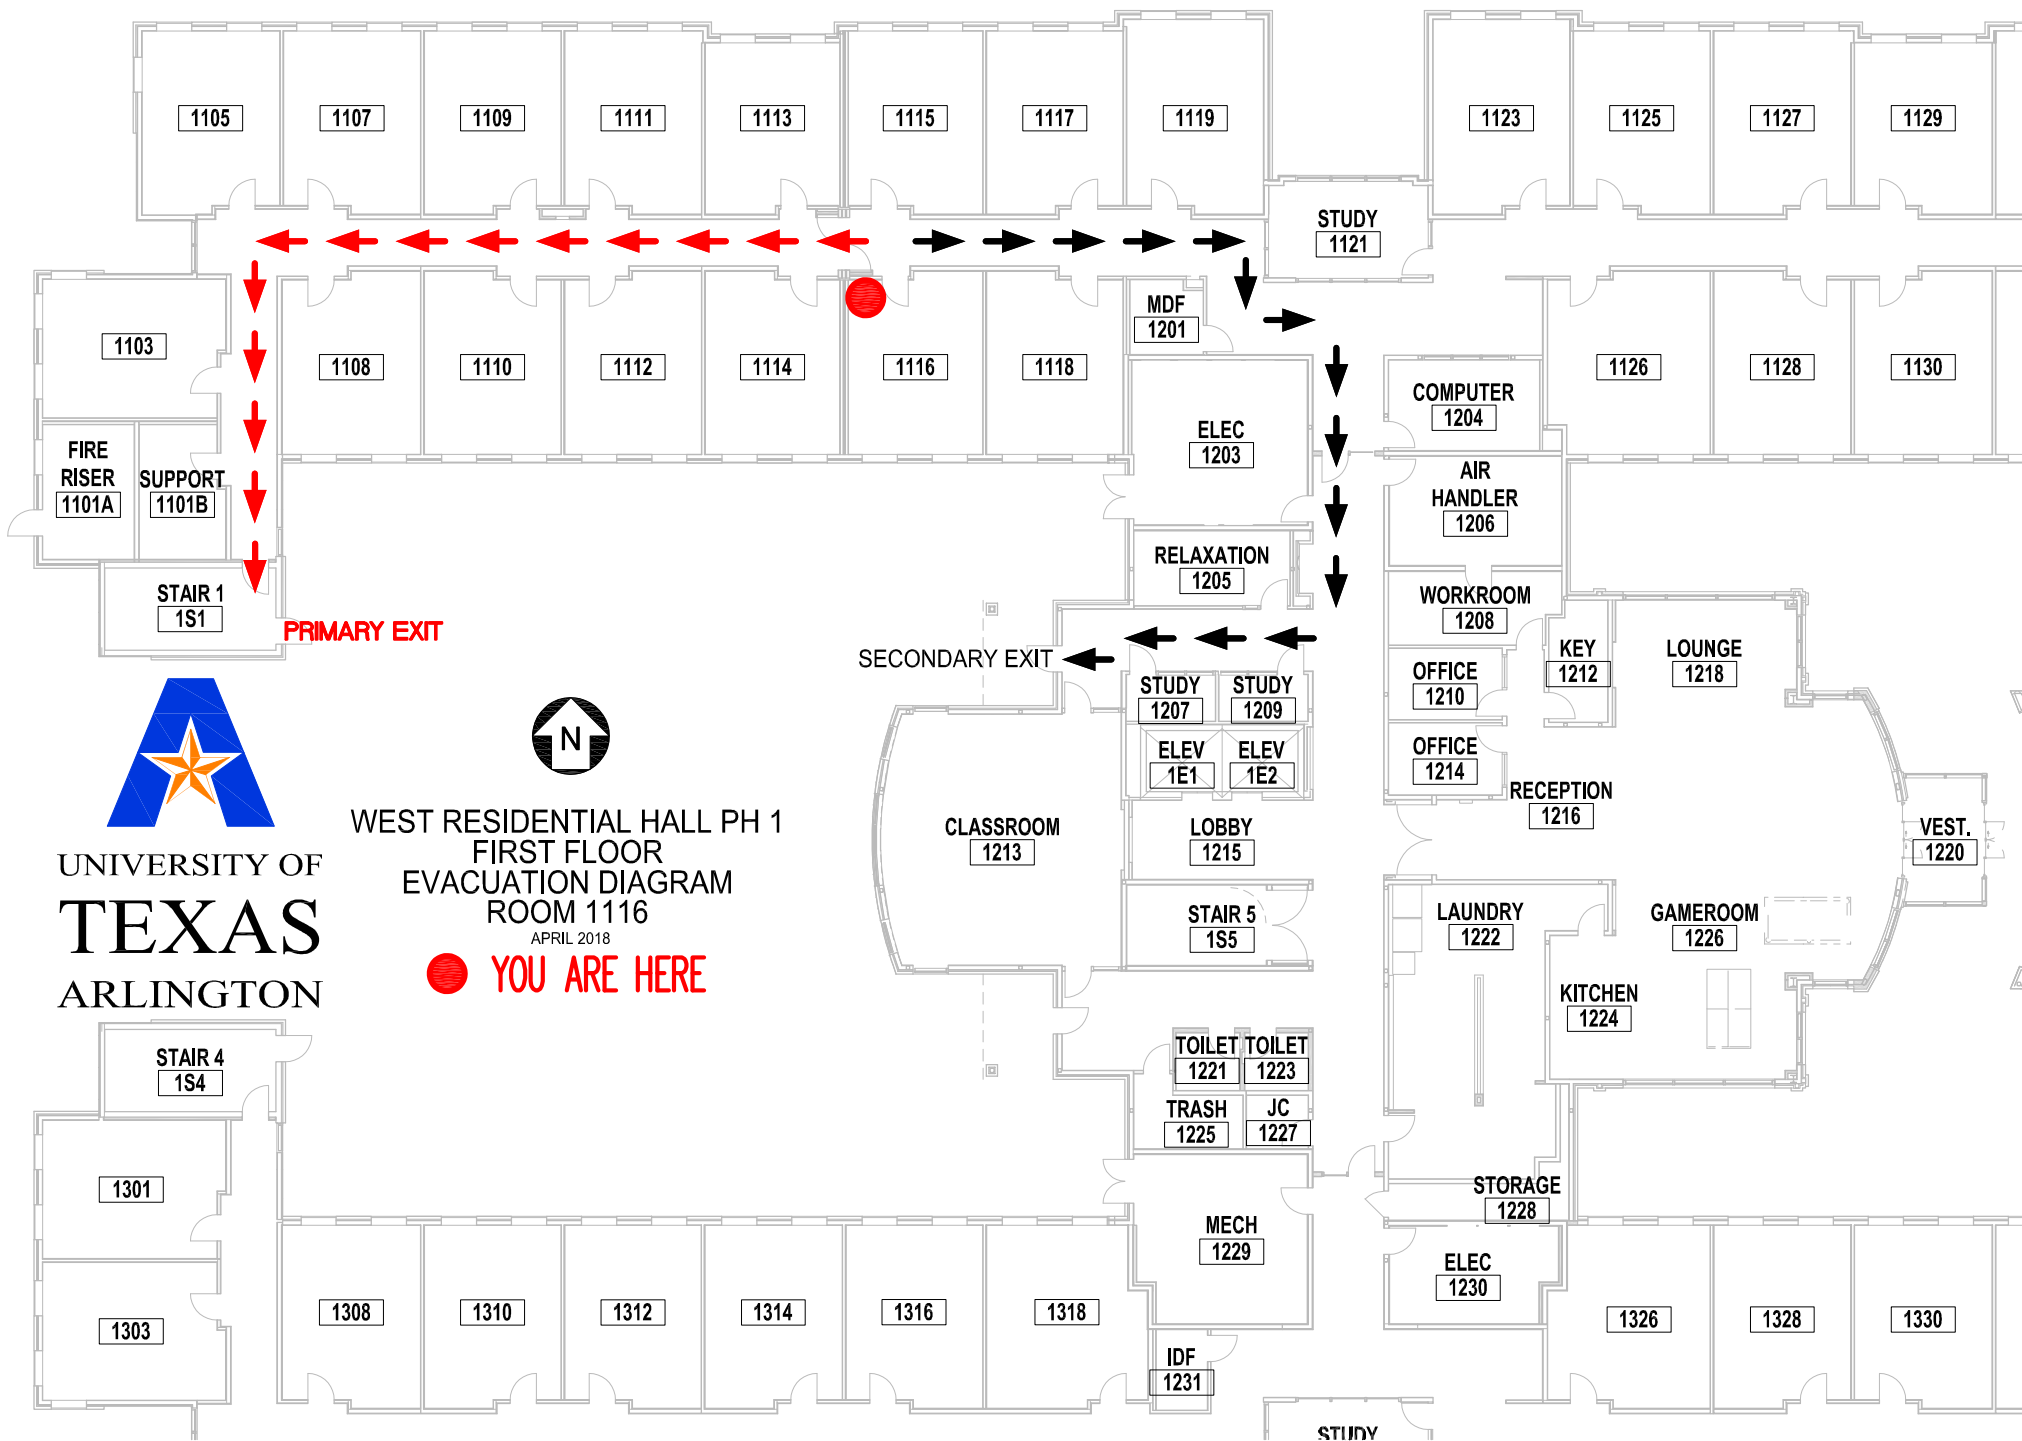 1105
1107
1109
1111
1113
1115
1117
1119
1123
1125
1127
1129
STUDY
1121
1103
1108
1110
1112
1114
1116
1118
MDF
1201
1126
1128
1130
COMPUTER
1204
ELEC
1203
FIRE
RISER
1101A
SUPPORT
1101B
AIR
HANDLER
1206
RELAXATION
1205
STAIR 1
1S1
PRIMARY EXIT
WORKROOM
1208
SECONDARY EXIT
KEY
1212
LOUNGE
1218
OFFICE
1210
STUDY
1207
STUDY
1209
N
ELEV
1E1
ELEV
1E2
OFFICE
1214
RECEPTION
1216
WEST RESIDENTIAL HALL PH 1
FIRST FLOOR
EVACUATION DIAGRAM
ROOM 1116
APRIL 2018
YOU ARE HERE
UNIVERSITY OF
TEXAS
ARLINGTON
CLASSROOM
1213
LOBBY
1215
VEST.
1220
STAIR 5
1S5
LAUNDRY
1222
GAMEROOM
1226
KITCHEN
1224
STAIR 4
1S4
TOILET
1221
TOILET
1223
TRASH
1225
JC
1227
1301
STORAGE
1228
MECH
1229
ELEC
1230
1303
1308
1310
1312
1314
1316
1318
1326
1328
1330
IDF
1231
STUDY